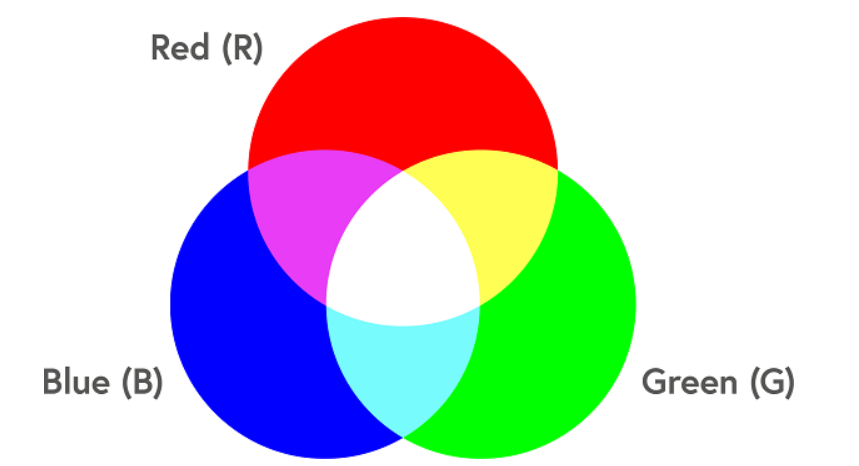 Red (R)
Blue (B)
Green (G)